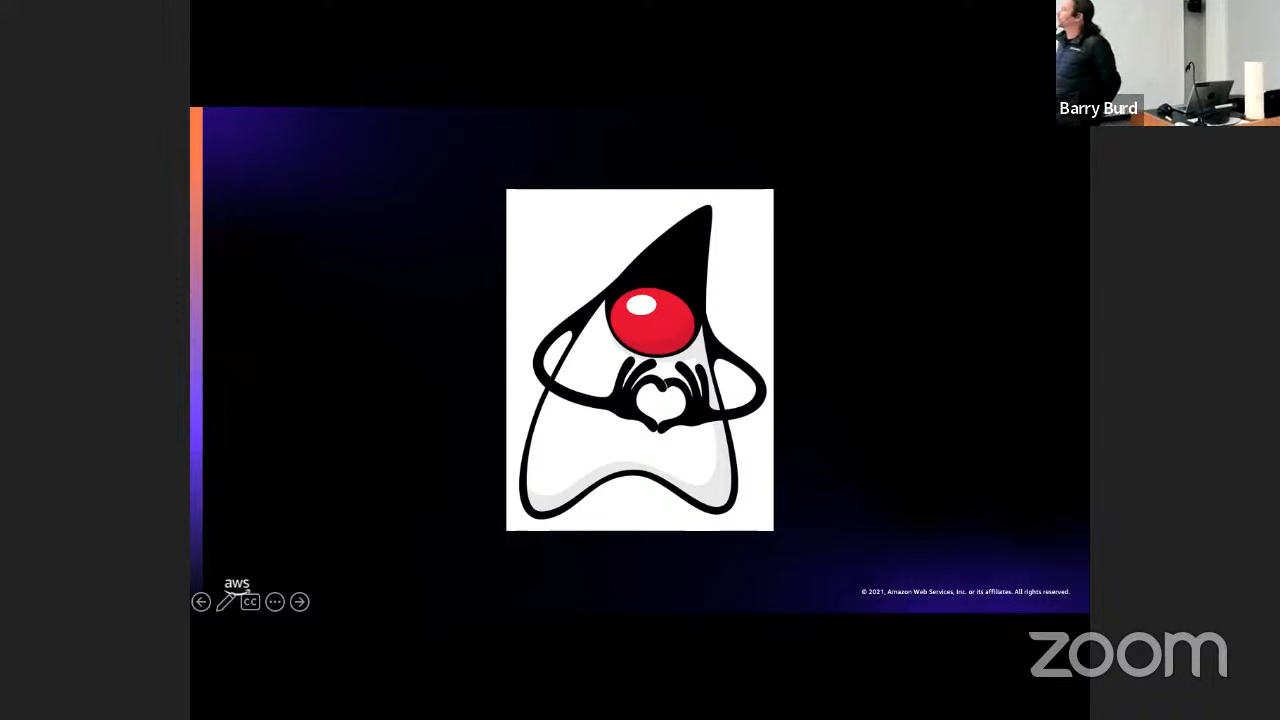 Barry Burd
aws
CC
© 2021, Amazon Web Services, Inc. or its affiliates. All rights reserved.
zoom